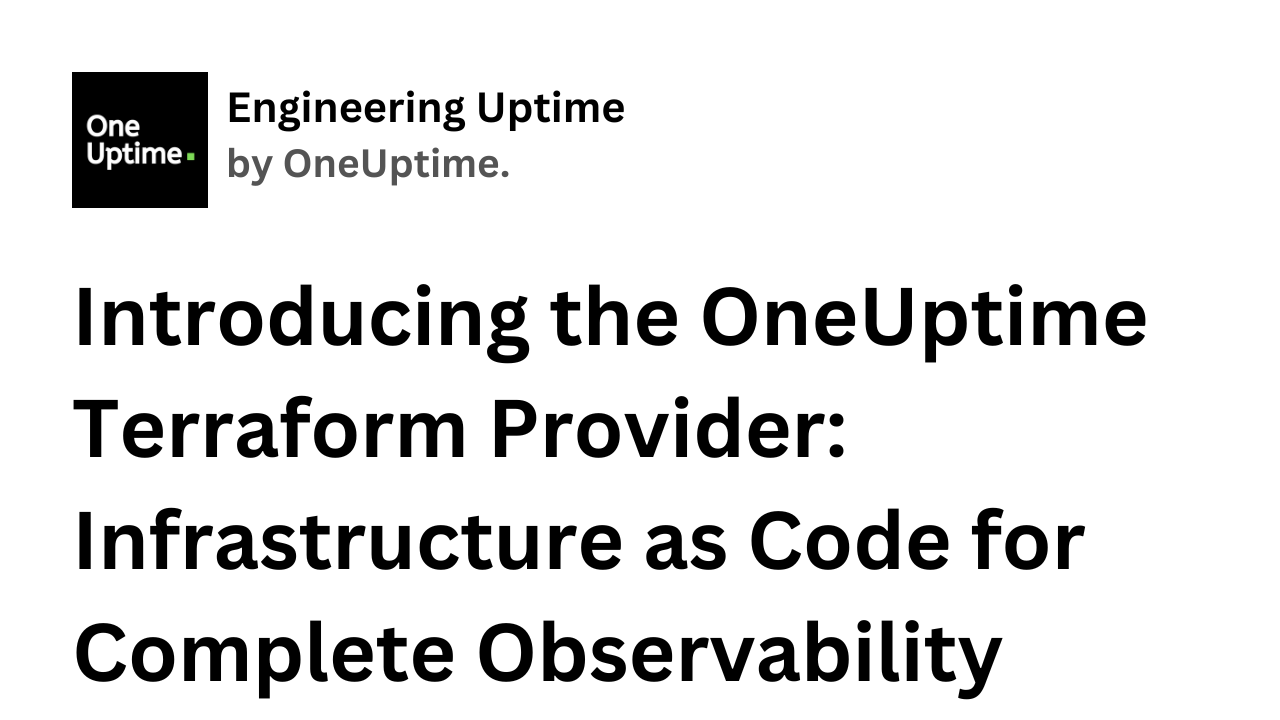 One
Uptime.
Engineering Uptime
by OneUptime.
Introducing the OneUptime
Terraform Provider:
Infrastructure as Code for
Complete Observability